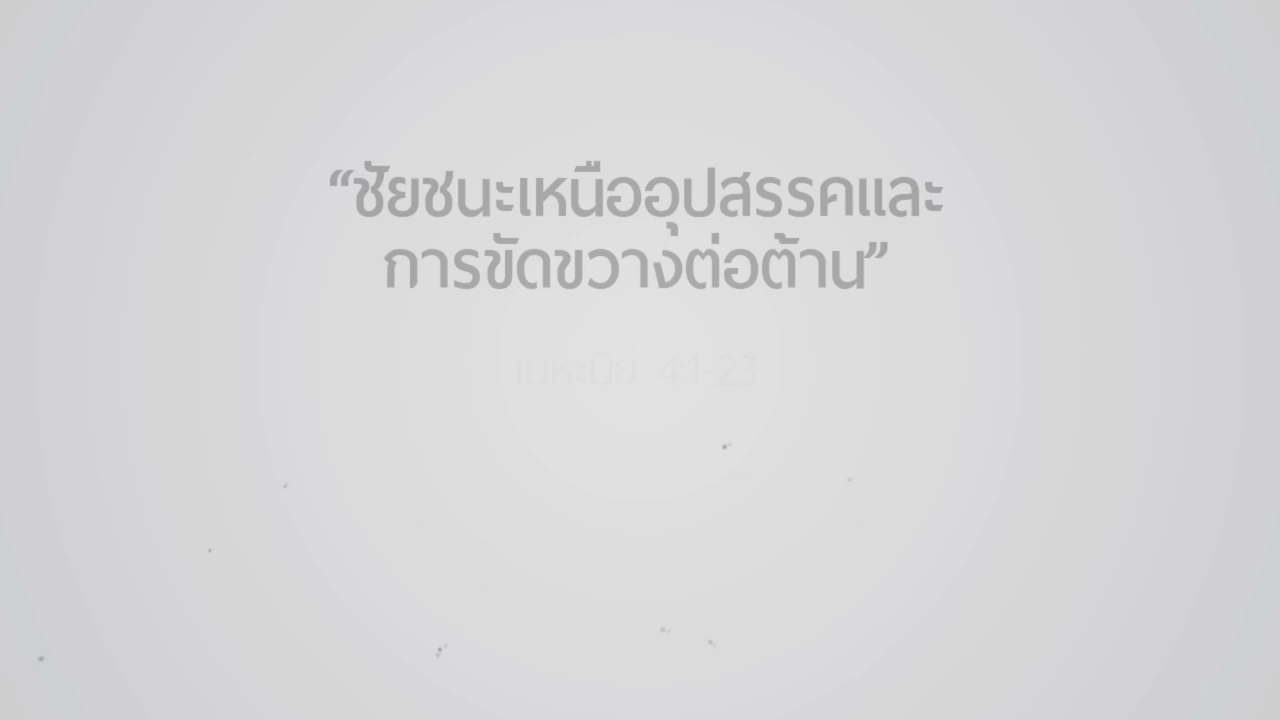 “ชัยชนะเหนืออุปสรรคและ
การขัดขวางต่อต้าน”
เนหะมีย์ 4:1-23